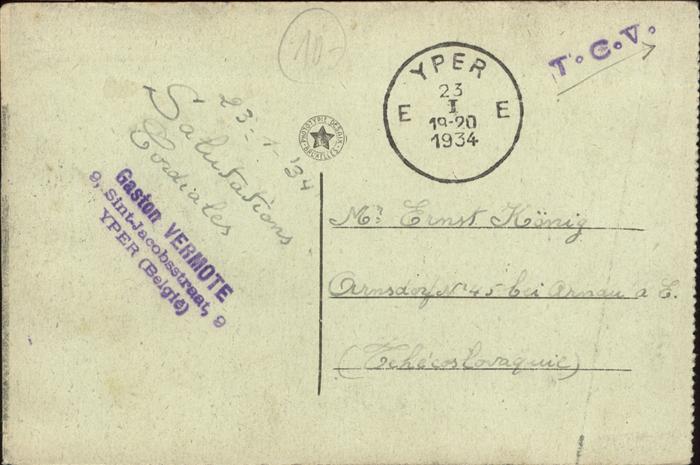 10-
YPER
23
I
19-20
1934
E E
T.C.V.
23-1-'34
Salutations
Cordiales
PHOTOTYPIE
BRUXELLES
Gaston VERMOTE
9, Sint-Jacobsstraat, 9
YPER (België)
Mr. Ernst König
Arnsdorf No 45 bei Arnau a E.
(Tchécoslovaquie)